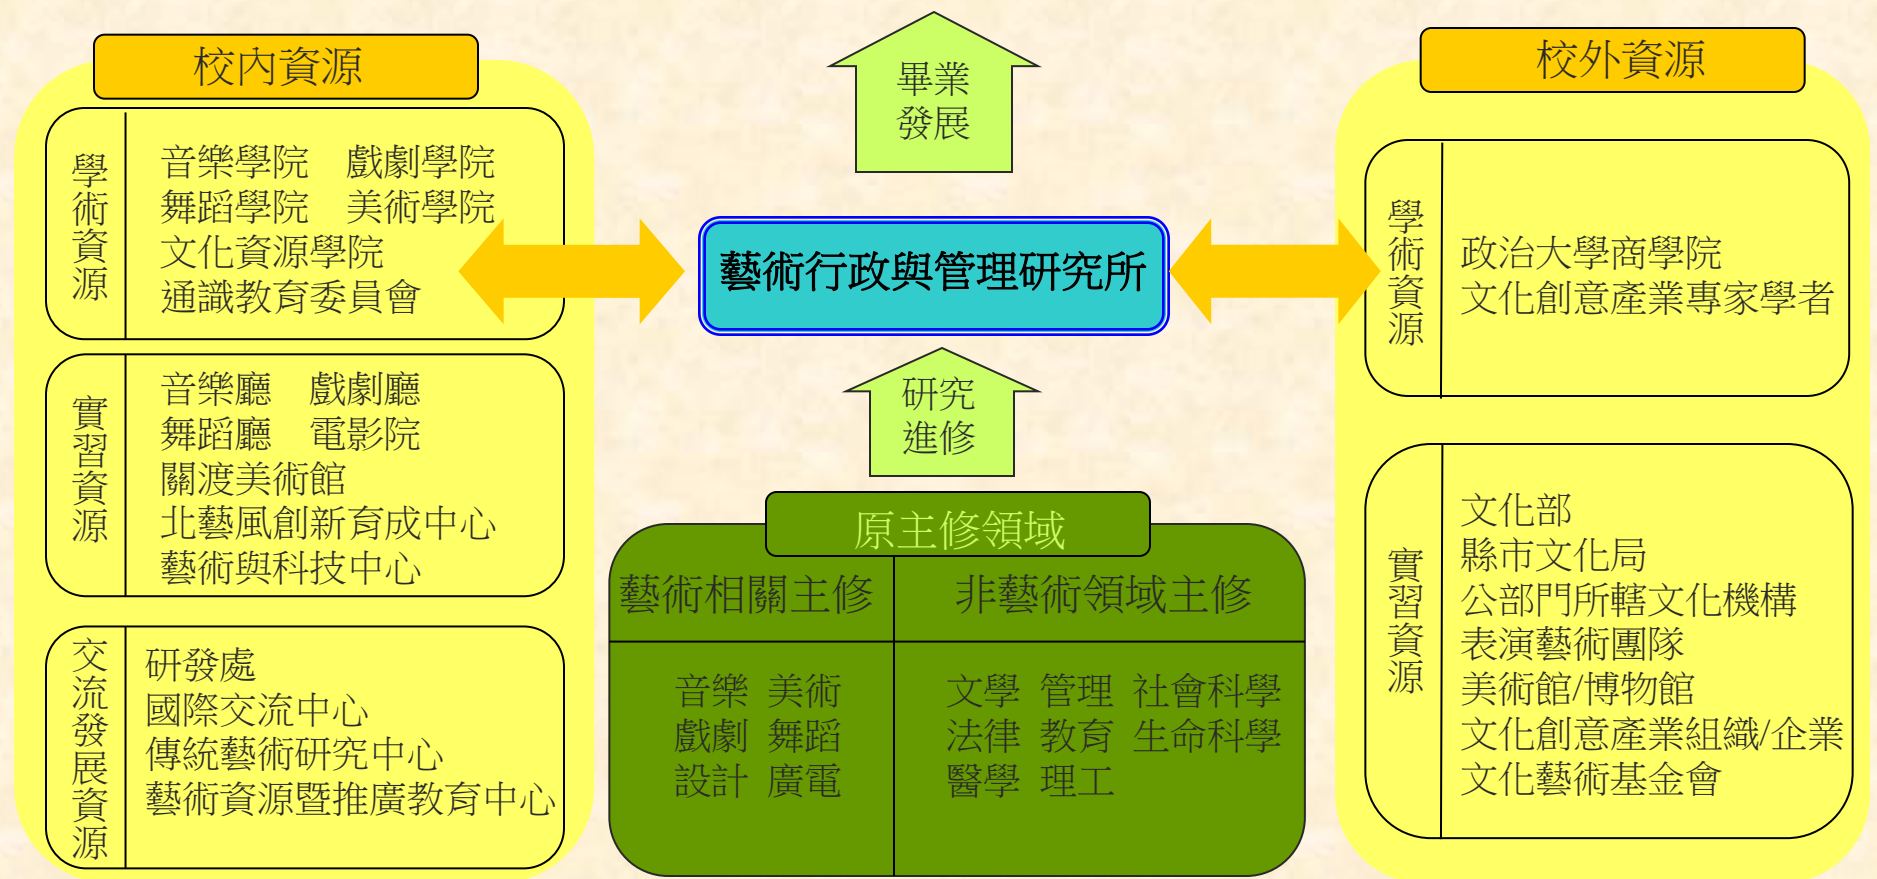 校內資源
學術資源
音樂學院 戲劇學院
舞蹈學院 美術學院
文化資源學院
通識教育委員會
實習資源
音樂廳 戲劇廳
舞蹈廳 電影院
關渡美術館
北藝風創新育成中心
藝術與科技中心
交流發展資源
研發處
國際交流中心
傳統藝術研究中心
藝術資源暨推廣教育中心
畢業
發展
藝術行政與管理研究所
研究
進修
原主修領域
藝術相關主修
音樂 美術
戲劇 舞蹈
設計 廣電
非藝術領域主修
文學 管理 社會科學
法律 教育 生命科學
醫學 理工
校外資源
學術資源
政治大學商學院
文化創意產業專家學者
實習資源
文化部
縣市文化局
公部門所轄文化機構
表演藝術團隊
美術館/博物館
文化創意產業組織/企業
文化藝術基金會